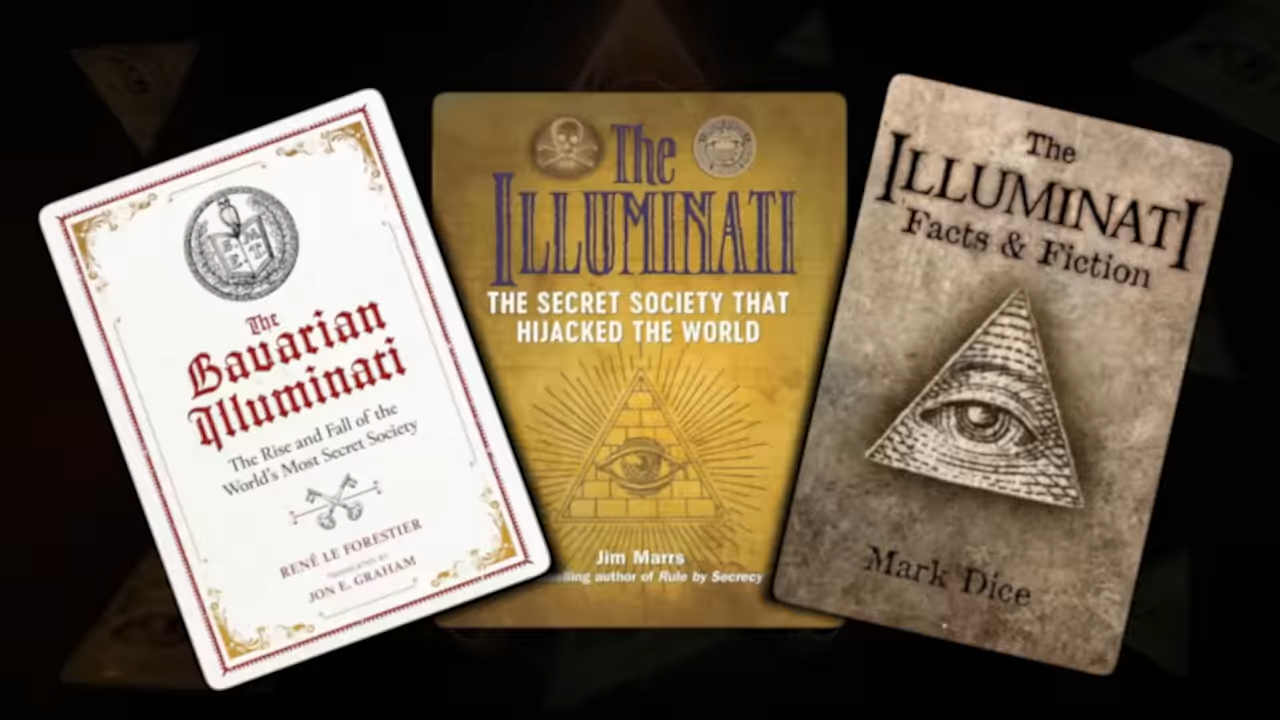 The
Bavarian
Illuminati
The Rise and Fall of the
World's Most Secret Society
RENÉ LE FORESTIER
TRANSLATED BY
JON E. GRAHAM
The
ILLUMINATI
THE SECRET SOCIETY THAT
HIJACKED THE WORLD
Jim Marrs
author of Rule by Secrecy
The
ILLUMINATI
Facts & Fiction
Mark Dice